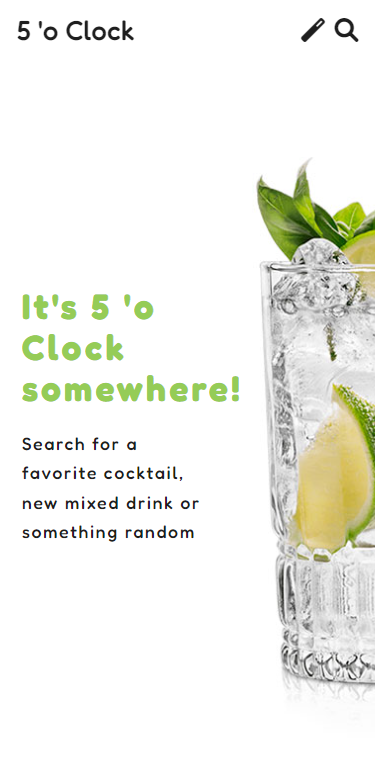 5 'o Clock
It's 5 'o
Clock
somewhere!
Search for a
favorite cocktail,
new mixed drink or
something random